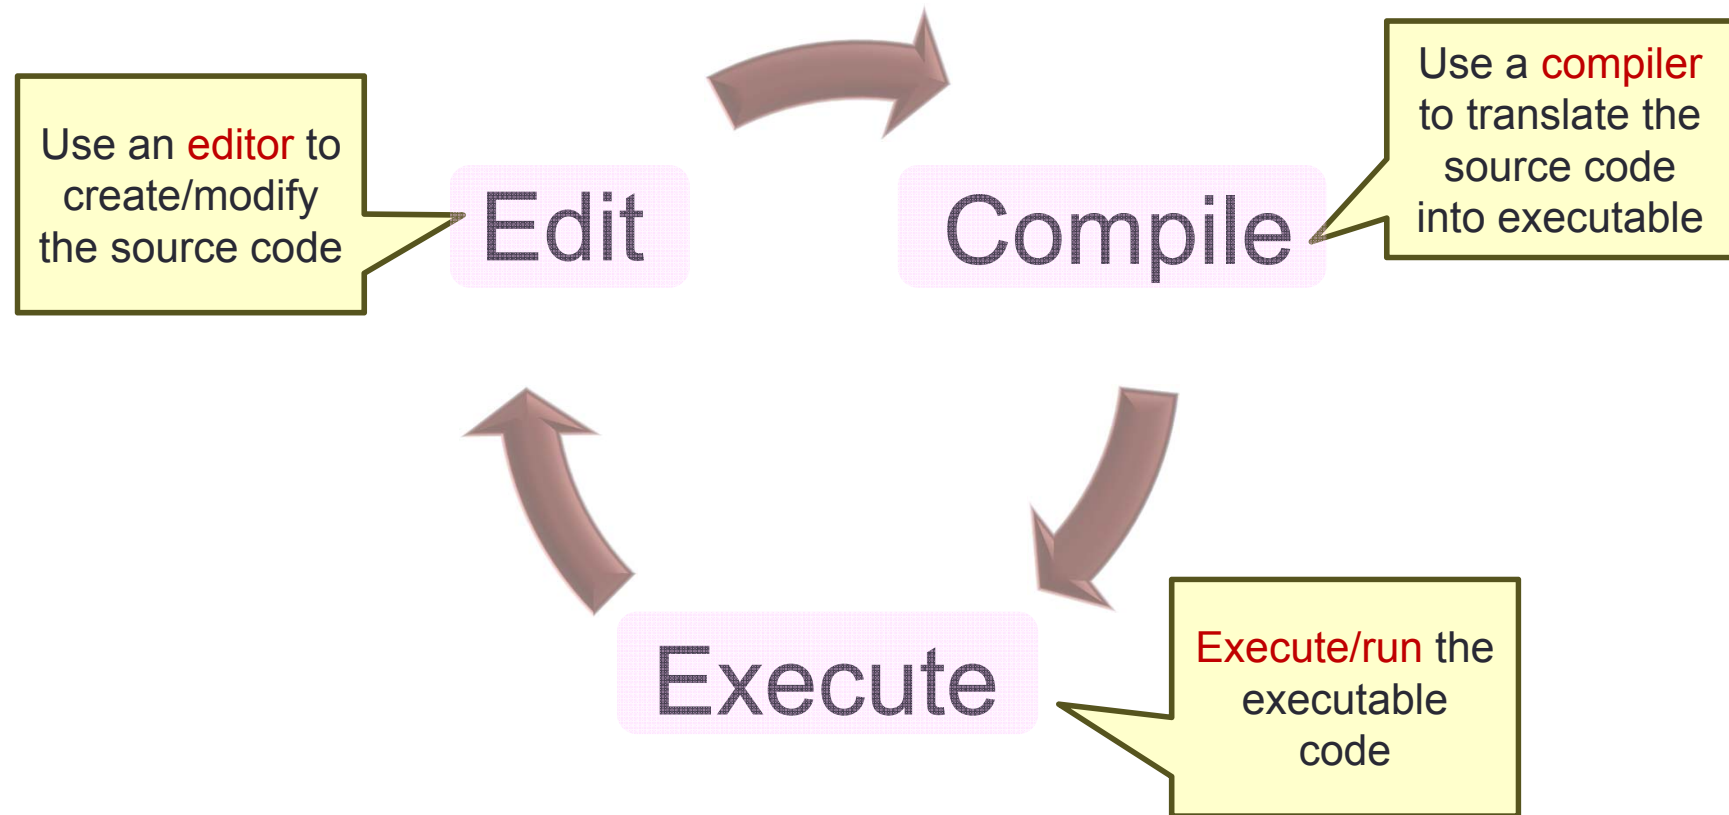 Use an editor to
create/modify
the source code
Edit
Compile
Use a compiler
to translate the
source code
into executable
Execute
Execute/run the
executable
code